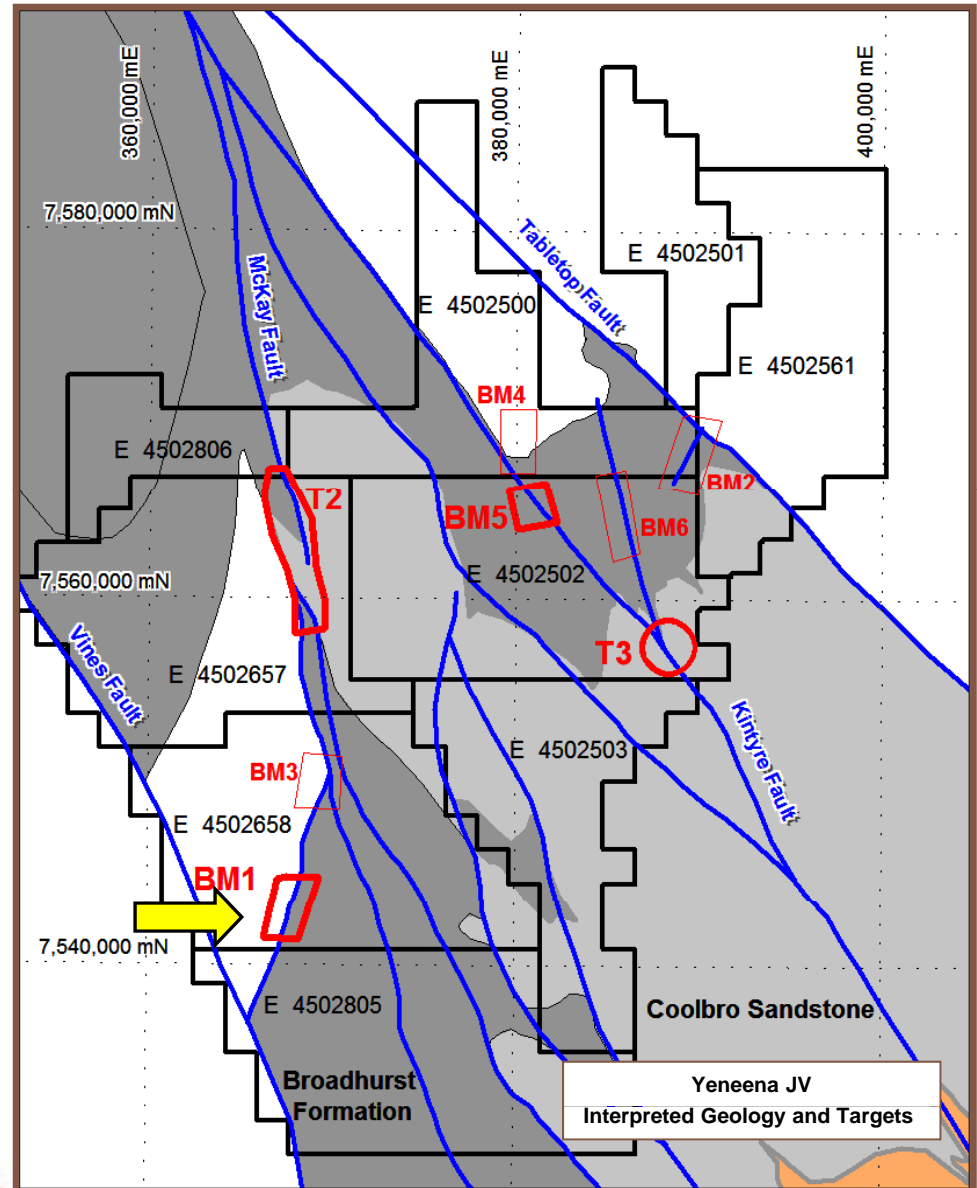 360,000 mE
380,000 mE
400,000 mE
7,580,000 mN
Tabletop Fault
E 4502501
McKay Fault
E 4502500
E 4502561
BM4
E 4502806
T2
BM2
BM5
BM6
7,560,000 mN
E 4502502
Vines Fault
T3
E 4502657
Kintyre Fault
E 4502503
BM3
E 4502658
BM1
7,540,000 mN
E 4502805
Coolbro Sandstone
Broadhurst
Formation
Yeneena JV
Interpreted Geology and Targets